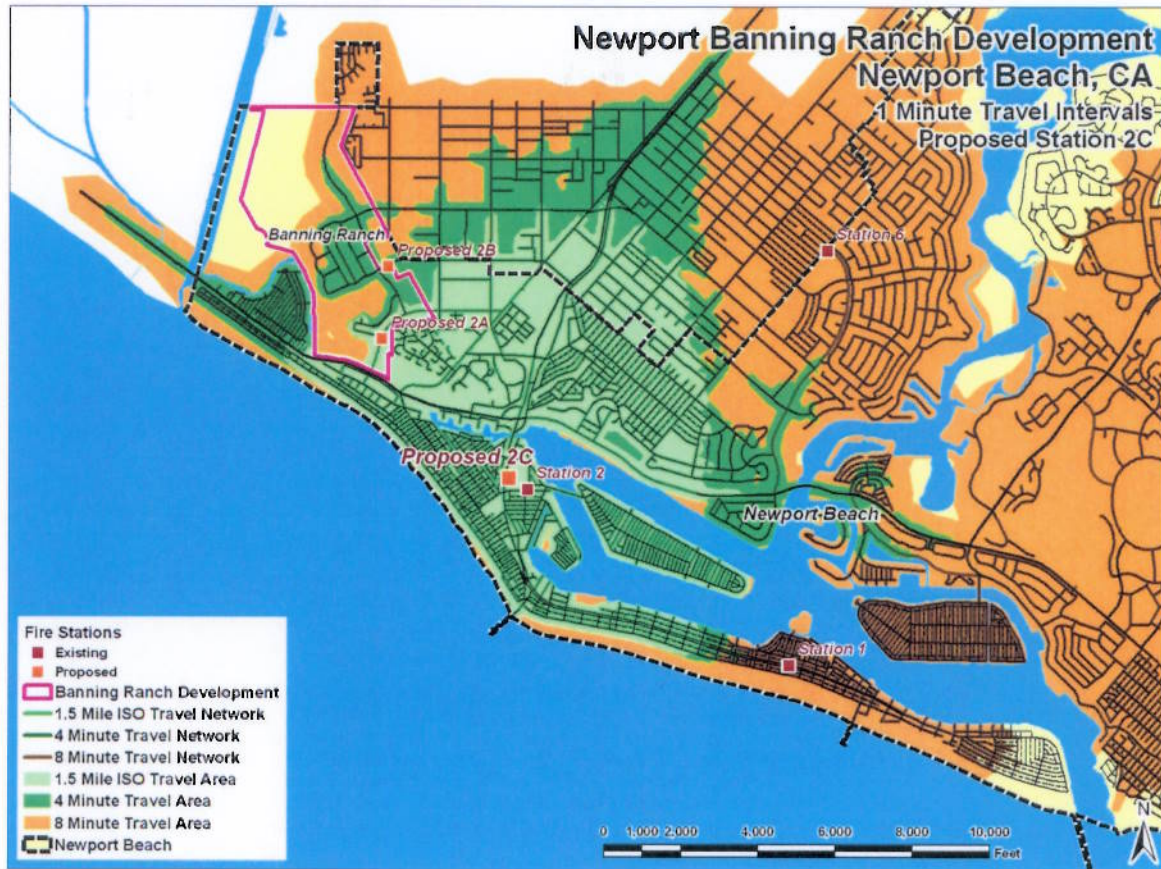 Newport Banning Ranch Development
Newport Beach, CA
1 Minute Travel Intervals
Proposed Station 2C
Banning Ranch
Proposed 2B
Station 6
Proposed 2A
Proposed 2C
Station 2
Newport Beach
Station 1
Fire Stations
Existing
Proposed
Banning Ranch Development
1.5 Mile ISO Travel Network
4 Minute Travel Network
8 Minute Travel Network
1.5 Mile ISO Travel Area
4 Minute Travel Area
8 Minute Travel Area
Newport Beach
0 1,000 2,000 4,000 6,000 8,000 10,000
Feet
N